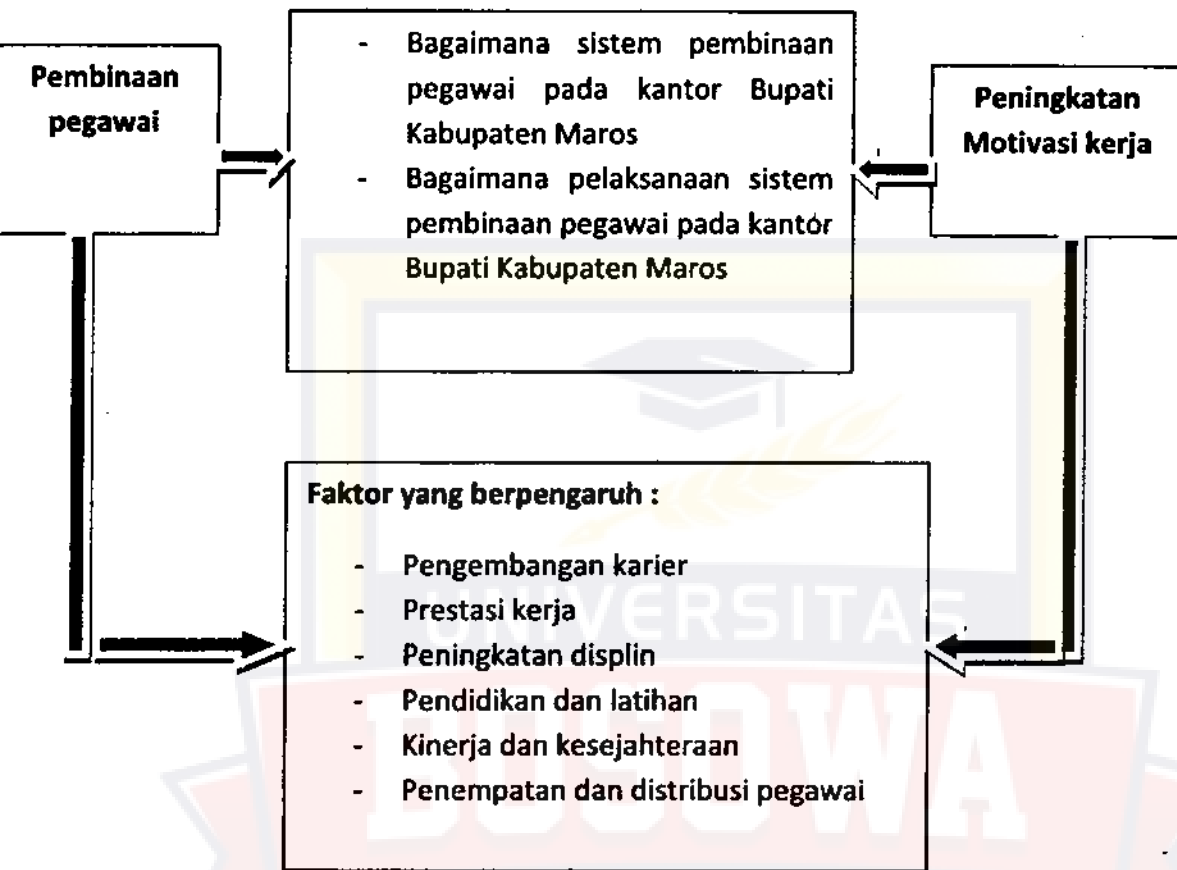 Pembinaan
pegawai
- Bagaimana sistem pembinaan
pegawai pada kantor Bupati
Kabupaten Maros
- Bagaimana pelaksanaan sistem
pembinaan pegawai pada kantor
Bupati Kabupaten Maros
Peningkatan
Motivasi kerja
Faktor yang berpengaruh :
- Pengembangan karier
- Prestasi kerja
- Peningkatan displin
- Pendidikan dan latihan
- Kinerja dan kesejahteraan
- Penempatan dan distribusi pegawai
UNIVERSITAS
BOSOWA